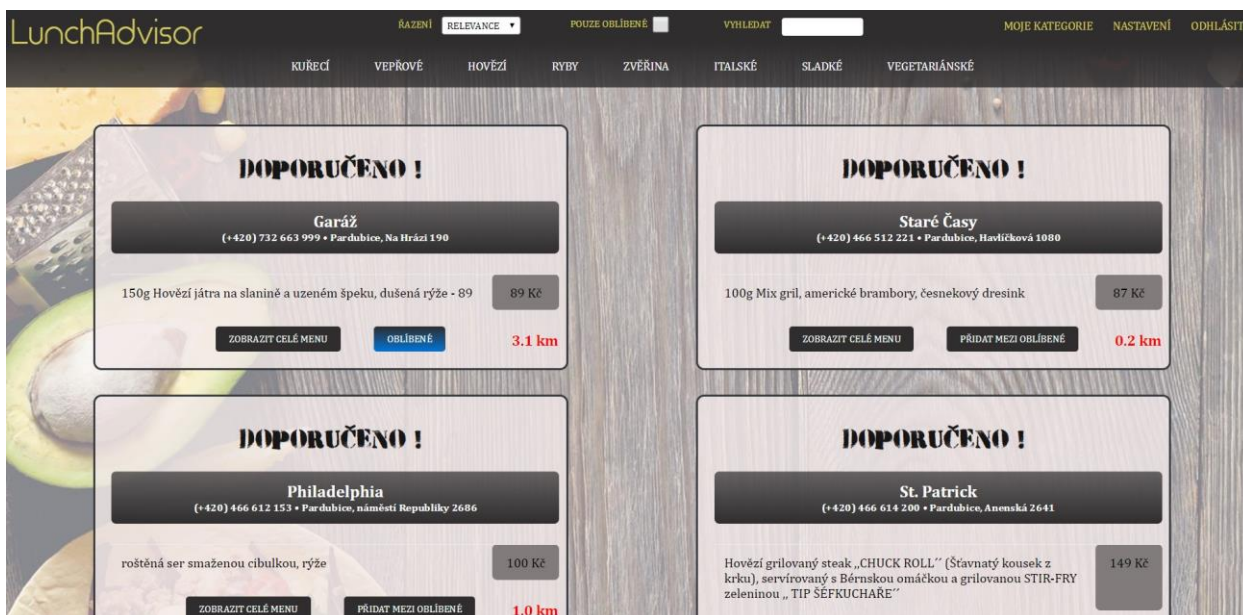 LunchAdvisor
ŘAZENÍ RELEVANCE POUZE OBLÍBENÉ VYHLEDAT MOJE KATEGORIE NASTAVENÍ ODHLÁSIT
KUŘECÍ VEPŘOVÉ HOVĚZÍ RYBY ZVĚŘINA ITALSKÉ SLADKÉ VEGETARIÁNSKÉ
DOPORUČENO !
Garáž
(+420) 732 663 999 • Pardubice, Na Hrázi 190
150g Hovězí játra na slanině a uzeném špeku, dušená rýže - 89 89 Kč
ZOBRAZIT CELÉ MENU OBLÍBENÉ 3.1 km
DOPORUČENO !
Staré Časy
(+420) 466 512 221 • Pardubice, Havlíčková 1080
100g Mix gril, americké brambory, česnekový dresink 87 Kč
ZOBRAZIT CELÉ MENU PŘIDAT MEZI OBLÍBENÉ 0.2 km
DOPORUČENO !
Philadelphia
(+420) 466 612 153 • Pardubice, náměstí Republiky 2686
roštěná ser smaženou cibulkou, rýže 100 Kč
ZOBRAZIT CELÉ MENU PŘIDAT MEZI OBLÍBENÉ 1.0 km
DOPORUČENO !
St. Patrick
(+420) 466 614 200 • Pardubice, Anenská 2641
Hovězí grilovaný steak „CHUCK ROLL´´ (Šťavnatý kousek z 149 Kč
krku), servírovaný s Bérnskou omáčkou a grilovanou STIR-FRY
zeleninou „ TIP ŠÉFKUCHAŘE´´